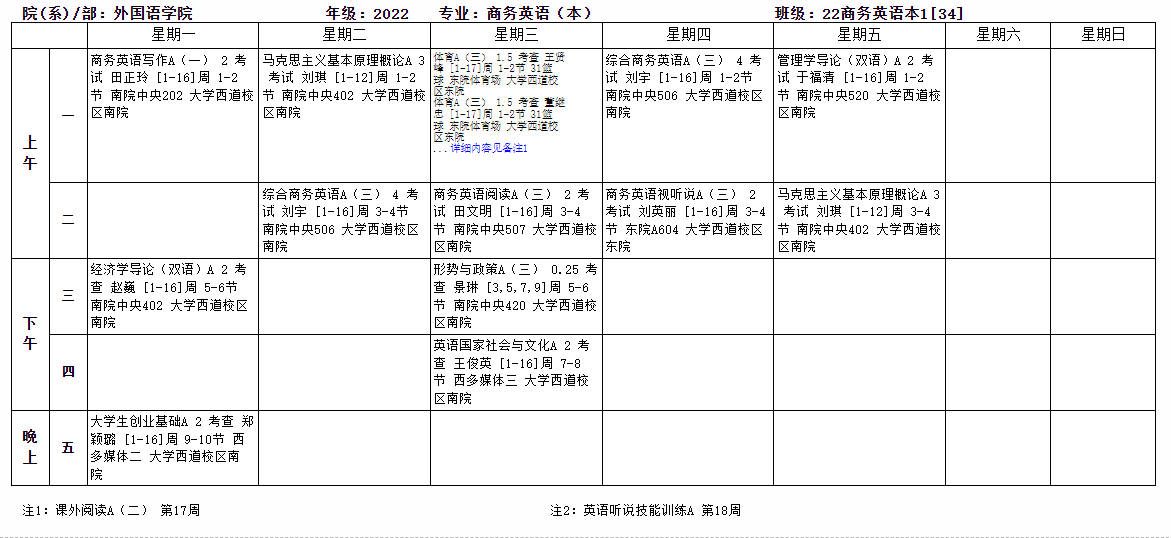 院(系)/部：外国语学院 年级：2022 专业：商务英语（本） 班级：22商务英语本1[34]
星期一 星期二 星期三 星期四 星期五 星期六 星期日
上午
一
商务英语写作A（一） 2 考
试 田正玲 [1-16]周 1-2
节 南院中央202 大学西道校
区南院
马克思主义基本原理概论A 3
考试 刘琪 [1-12]周 1-2
节 南院中央402 大学西道校
区南院
体育A（三） 1.5 考查 王贤
峰 [1-17]周 1-2节 31篮
球 东院体育场 大学西道校
区东院
体育A（三） 1.5 考查 董继
忠 [1-17]周 1-2节 31篮
球 东院体育场 大学西道校
区东院
...详细内容见备注1
综合商务英语A（三） 4 考
试 刘宇 [1-16]周 1-2节
南院中央506 大学西道校区
南院
管理学导论（双语）A 2 考
试 于福清 [1-16]周 1-2
节 南院中央520 大学西道校
区南院
二
综合商务英语A（三） 4 考
试 刘宇 [1-16]周 3-4节
南院中央506 大学西道校区
南院
商务英语阅读A（三） 2 考
试 田文明 [1-16]周 3-4
节 南院中央507 大学西道校
区南院
商务英语视听说A（三） 2
考试 刘英丽 [1-16]周 3-4
节 东院A604 大学西道校区
东院
马克思主义基本原理概论A 3
考试 刘琪 [1-12]周 3-4
节 南院中央402 大学西道校
区南院
下午
三
经济学导论（双语）A 2 考
查 赵巍 [1-16]周 5-6节
南院中央402 大学西道校区
南院
形势与政策A（三） 0.25 考
查 景琳 [3,5,7,9]周 5-6
节 南院中央420 大学西道校
区南院
四
英语国家社会与文化A 2 考
查 王俊英 [1-16]周 7-8
节 西多媒体三 大学西道校
区南院
晚上
五
大学生创业基础A 2 考查 郑
颖璐 [1-16]周 9-10节 西
多媒体二 大学西道校区南
院
注1：课外阅读A（二） 第17周 注2：英语听说技能训练A 第18周